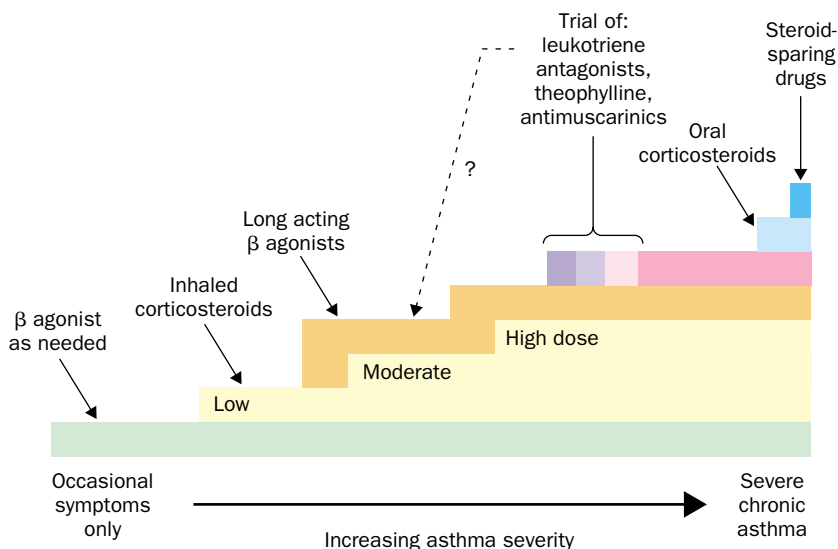 Trial of:
leukotriene
antagonists,
theophylline,
antimuscarinics
Steroid-
sparing
drugs
Oral
corticosteroids
?
Long acting
β agonists
Inhaled
corticosteroids
β agonist
as needed
High dose
Moderate
Low
Occasional
symptoms
only
Increasing asthma severity
Severe
chronic
asthma